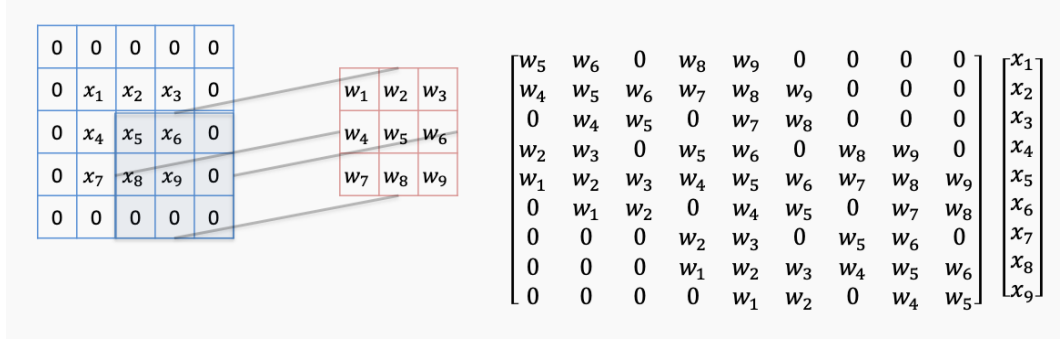 0 0 0 0 0
0 x₁ x₂ x₃ 0
0 x₄ x₅ x₆ 0
0 x₇ x₈ x₉ 0
0 0 0 0 0
w₁ w₂ w₃
w₄ w₅ w₆
w₇ w₈ w₉
w₅ w₆ 0 w₈ w₉ 0 0 0 0
w₄ w₅ w₆ w₇ w₈ w₉ 0 0 0
0 w₄ w₅ 0 w₇ w₈ 0 0 0
w₂ w₃ 0 w₅ w₆ 0 w₈ w₉ 0
w₁ w₂ w₃ w₄ w₅ w₆ w₇ w₈ w₉
0 w₁ w₂ 0 w₄ w₅ 0 w₇ w₈
0 0 0 w₂ w₃ 0 w₅ w₆ 0
0 0 0 w₁ w₂ w₃ w₄ w₅ w₆
0 0 0 0 w₁ w₂ 0 w₄ w₅
x₁
x₂
x₃
x₄
x₅
x₆
x₇
x₈
x₉